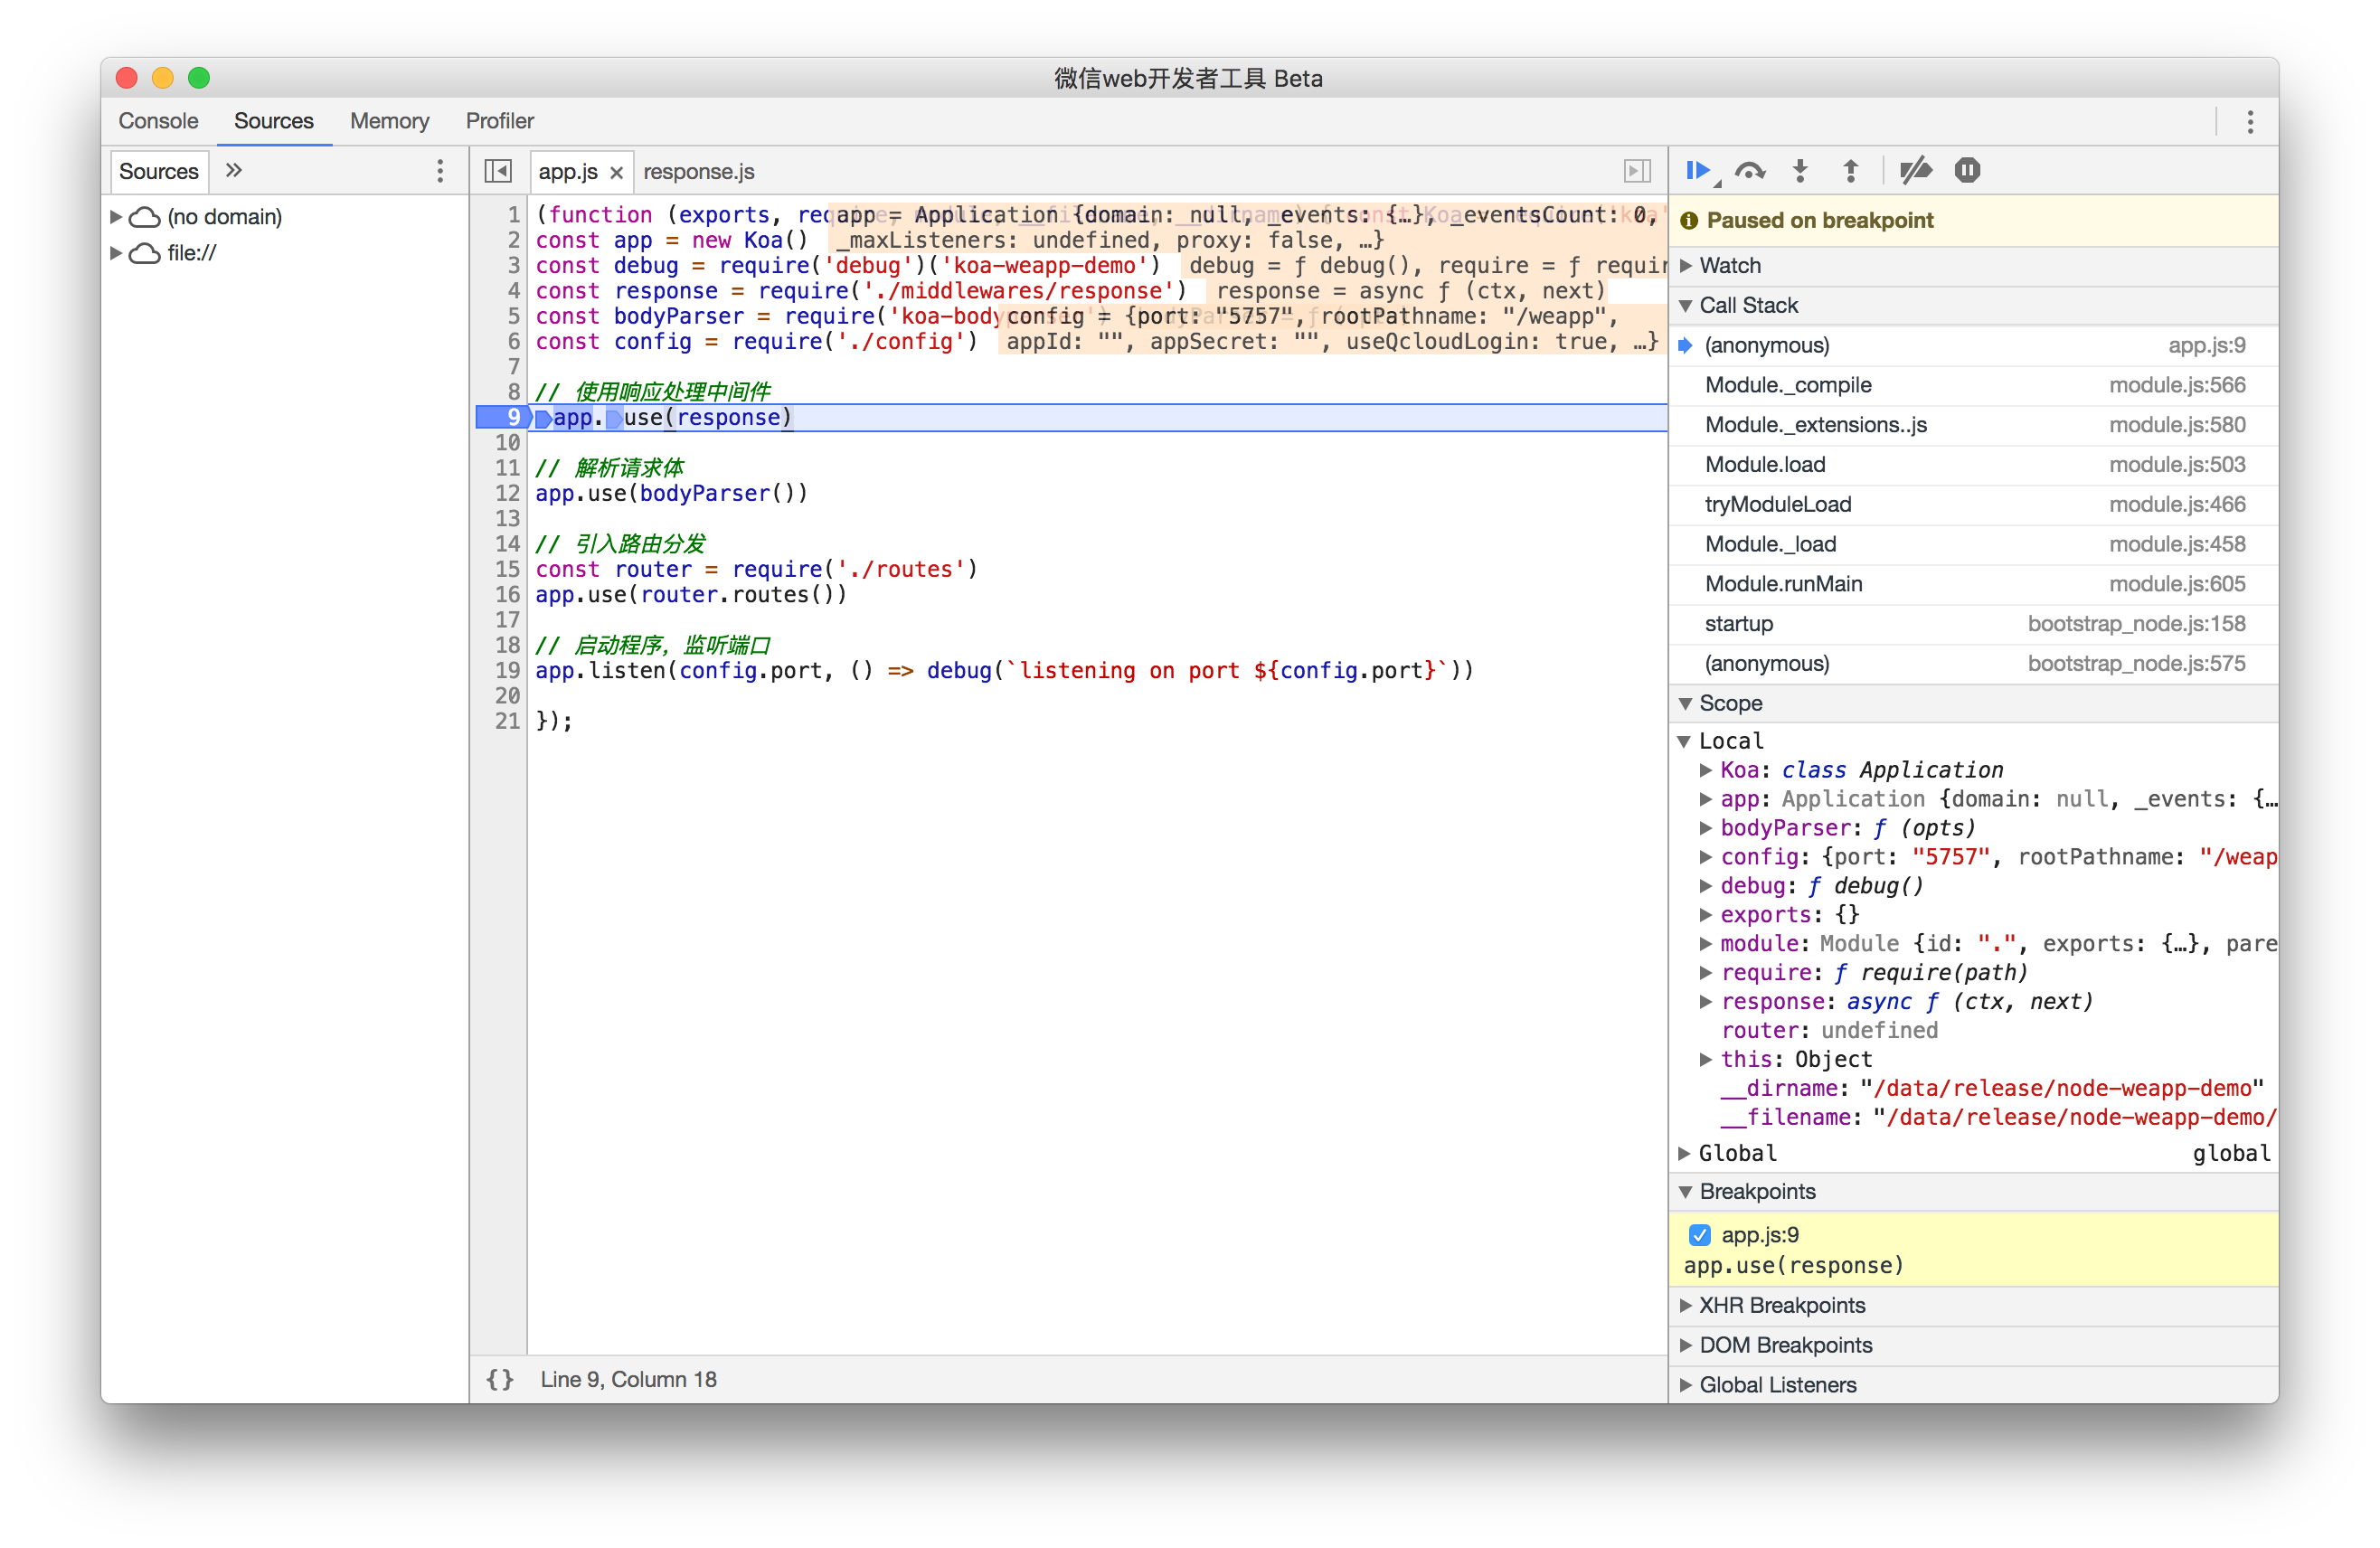 微信web开发者工具 Beta
Console Sources Memory Profiler
Sources »
(no domain)
file://
app.js × response.js
1 (function (exports, req app = Application {domain: null, _events: {…}, _eventsCount: 0,
2 const app = new Koa() _maxListeners: undefined, proxy: false, …}
3 const debug = require('debug')('koa-weapp-demo') debug = ƒ debug(), require = ƒ requir
4 const response = require('./middlewares/response') response = async ƒ (ctx, next)
5 const bodyParser = require('koa-body config = {port: "5757", rootPathname: "/weapp",
6 const config = require('./config') appId: "", appSecret: "", useQcloudLogin: true, …}
7
8 // 使用响应处理中间件
9 app.use(response)
10
11 // 解析请求体
12 app.use(bodyParser())
13
14 // 引入路由分发
15 const router = require('./routes')
16 app.use(router.routes())
17
18 // 启动程序，监听端口
19 app.listen(config.port, () => debug(`listening on port ${config.port}`))
20
21 });
{} Line 9, Column 18
Paused on breakpoint
Watch
Call Stack
(anonymous) app.js:9
Module._compile module.js:566
Module._extensions..js module.js:580
Module.load module.js:503
tryModuleLoad module.js:466
Module._load module.js:458
Module.runMain module.js:605
startup bootstrap_node.js:158
(anonymous) bootstrap_node.js:575
Scope
Local
Koa: class Application
app: Application {domain: null, _events: {…
bodyParser: ƒ (opts)
config: {port: "5757", rootPathname: "/weap
debug: ƒ debug()
exports: {}
module: Module {id: ".", exports: {…}, pare
require: ƒ require(path)
response: async ƒ (ctx, next)
router: undefined
this: Object
__dirname: "/data/release/node-weapp-demo"
__filename: "/data/release/node-weapp-demo/
Global global
Breakpoints
app.js:9
app.use(response)
XHR Breakpoints
DOM Breakpoints
Global Listeners